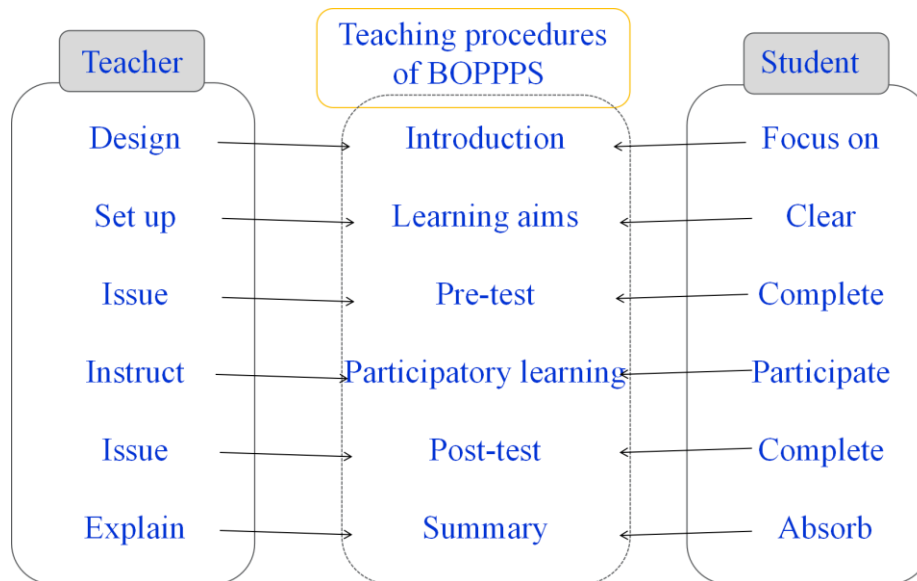 Teacher
Teaching procedures
of BOPPPS
Student
Design
Introduction
Focus on
Set up
Learning aims
Clear
Issue
Pre-test
Complete
Instruct
Participatory learning
Participate
Issue
Post-test
Complete
Explain
Summary
Absorb